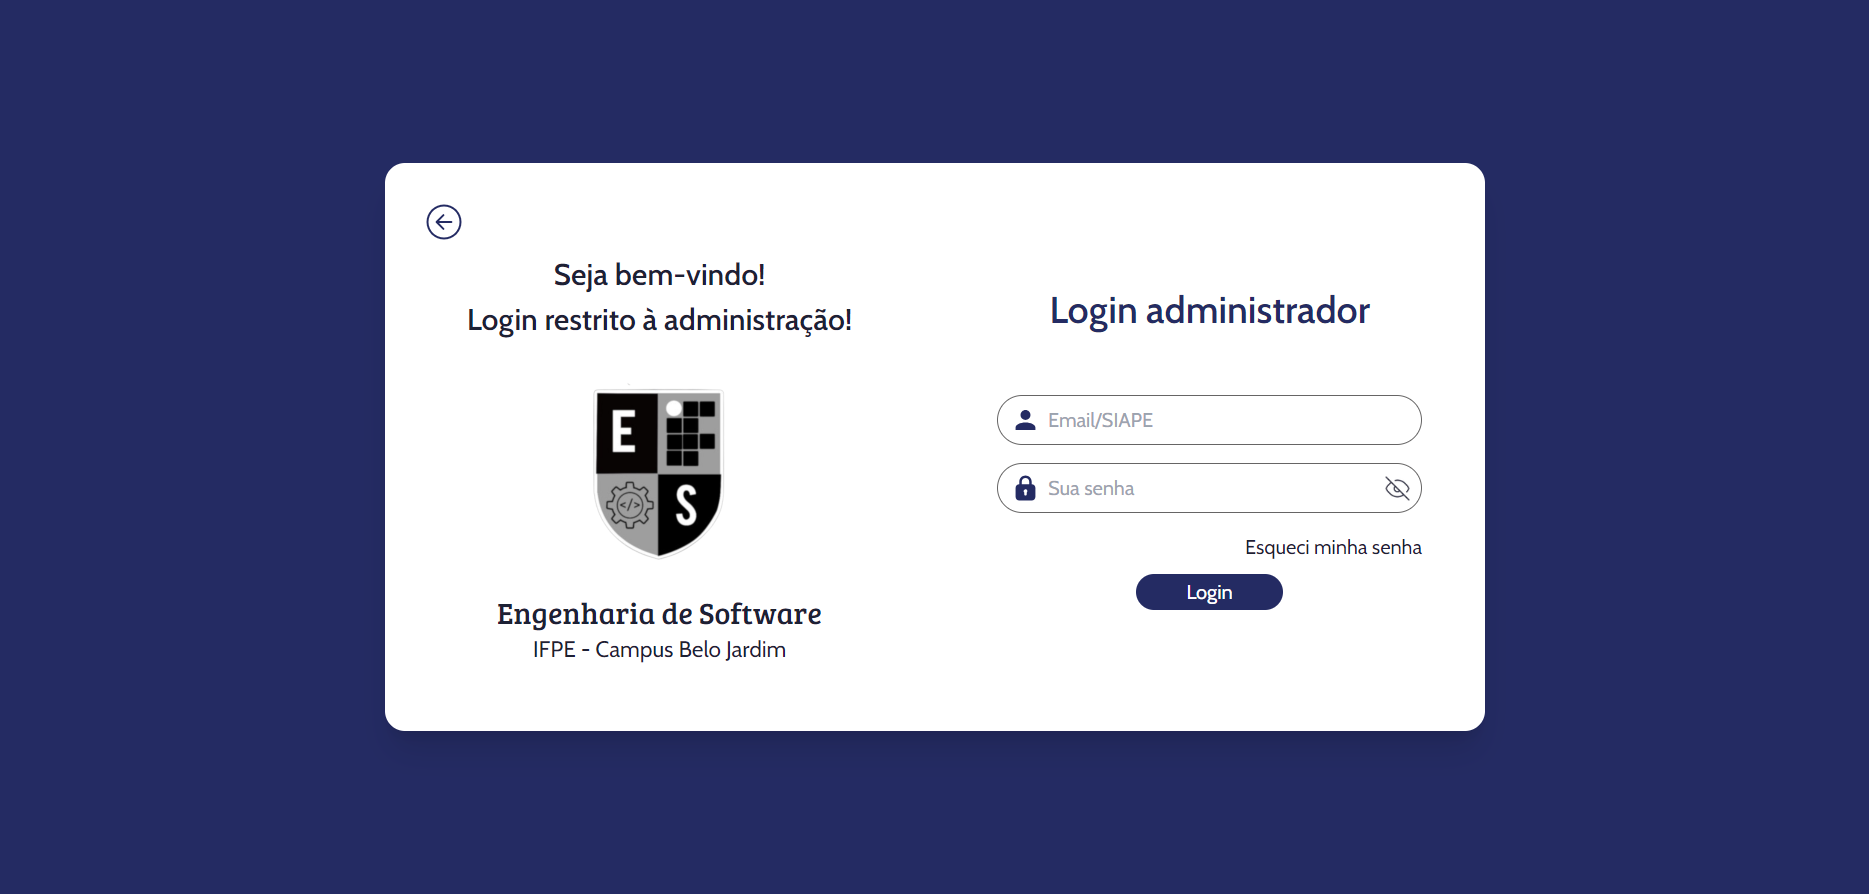 Seja bem-vindo!
Login restrito à administração!
E
S
</>
Engenharia de Software
IFPE - Campus Belo Jardim
Login administrador
Email/SIAPE
Sua senha
Esqueci minha senha
Login